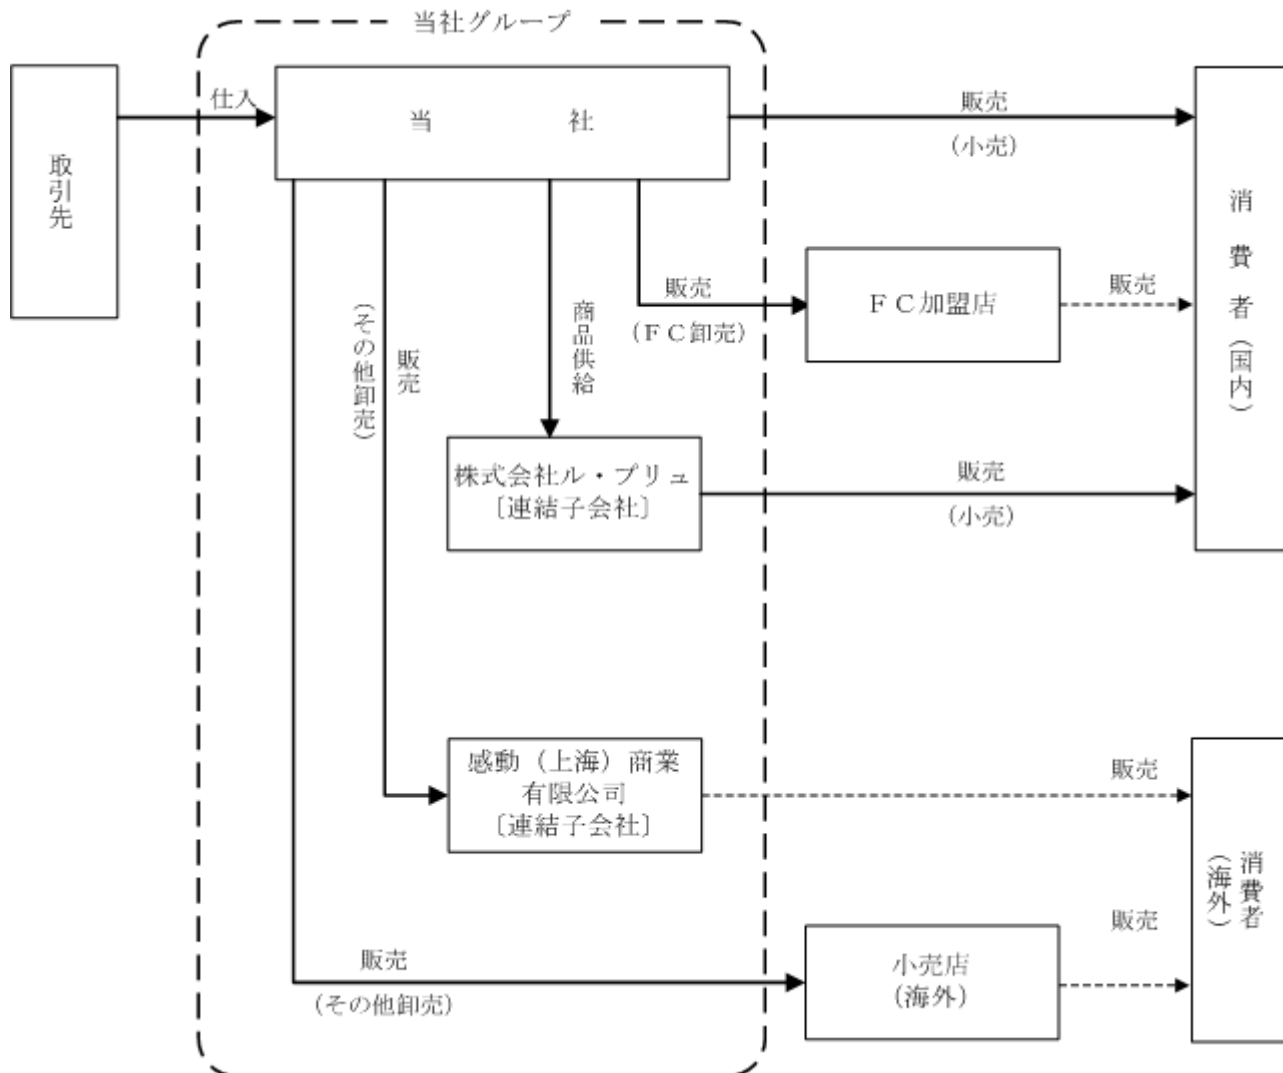 当社グループ
取引先
仕入
当　　社
販売
(小売)
消費者(国内)
販売
(FC卸売)
FC加盟店
販売
商品供給
販売
(その他卸売)
株式会社ル・プリュ
〔連結子会社〕
販売
(小売)
感動(上海)商業
有限公司
〔連結子会社〕
販売
消費者
(海外)
販売
(その他卸売)
小売店
(海外)
販売